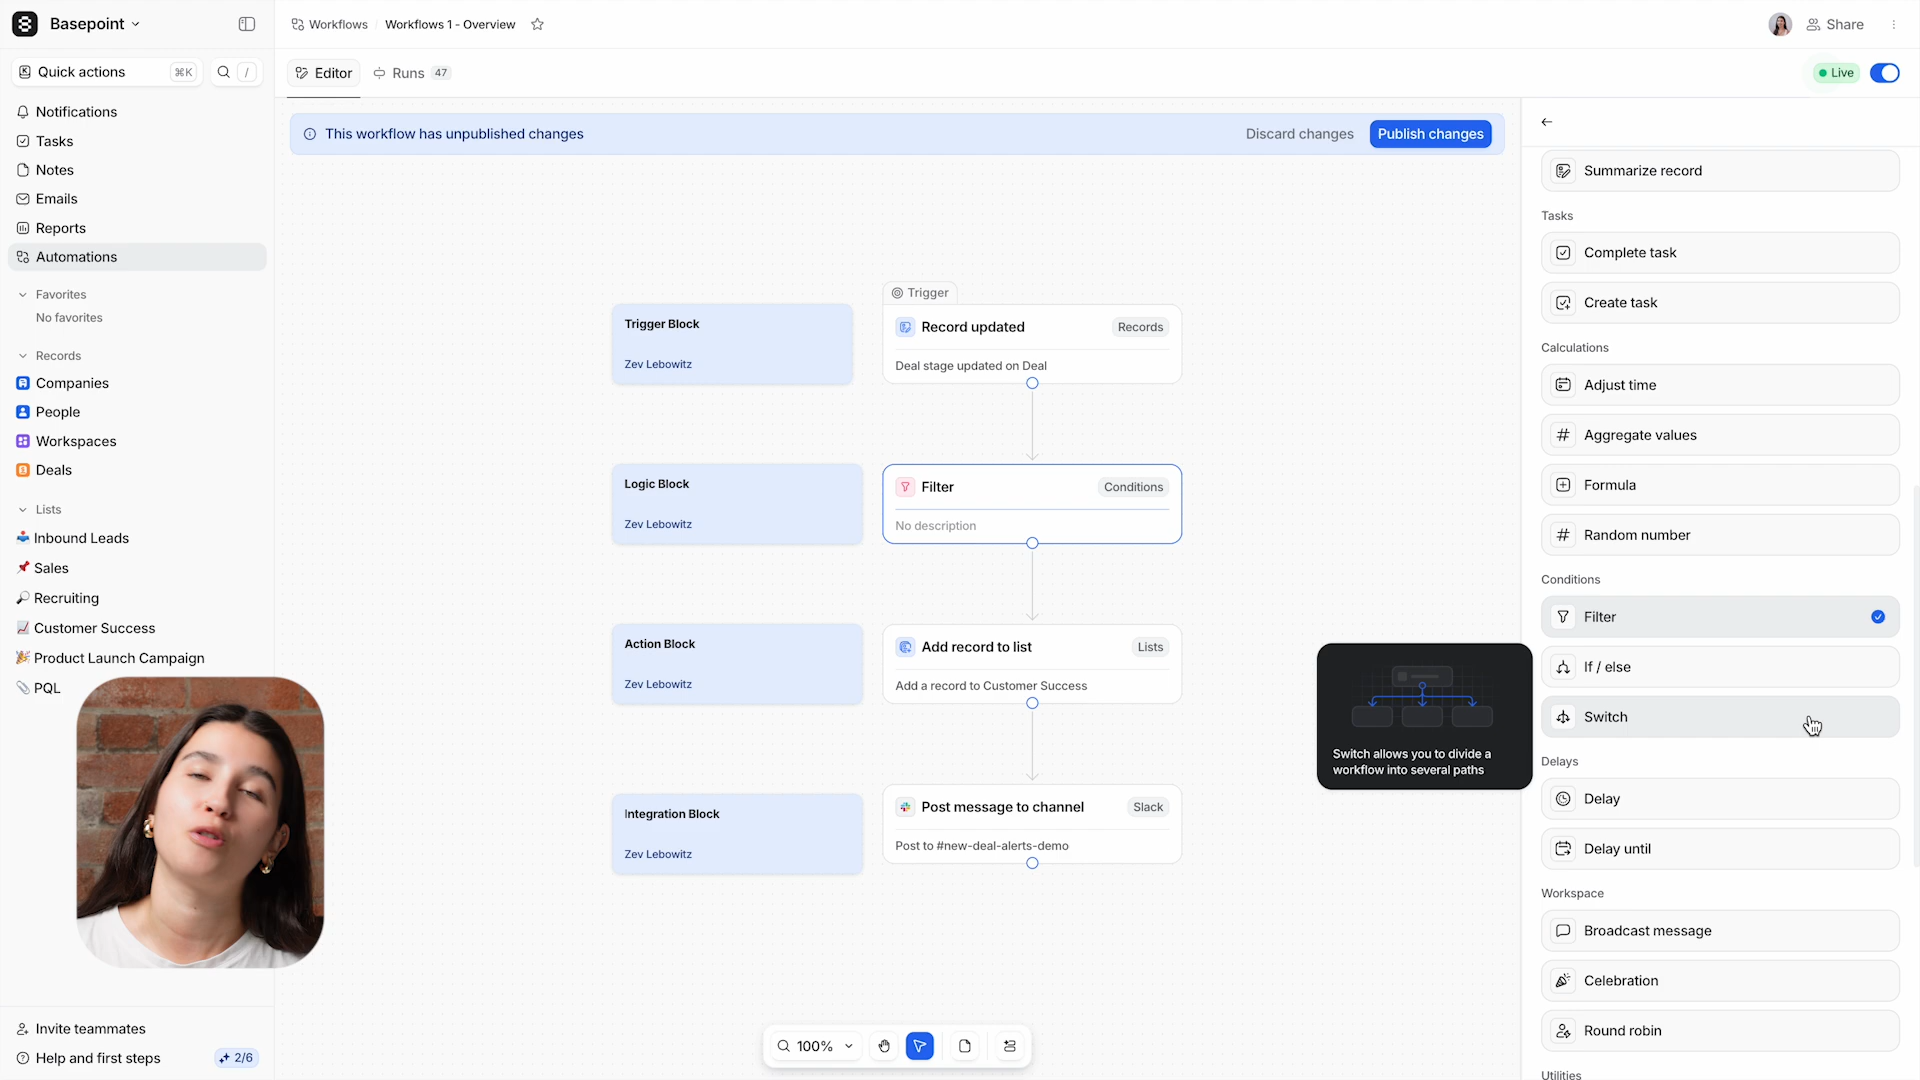 Basepoint
Workflows / Workflows 1 - Overview
Share
Quick actions ⌘K /
Editor
Runs 47
Live
Notifications
Tasks
Notes
Emails
Reports
Automations
Favorites
No favorites
Records
Companies
People
Workspaces
Deals
Lists
Inbound Leads
Sales
Recruiting
Customer Success
Product Launch Campaign
PQL
Invite teammates
Help and first steps 2/6
This workflow has unpublished changes
Discard changes
Publish changes
Trigger Block
Zev Lebowitz
Trigger
Record updated Records
Deal stage updated on Deal
Logic Block
Zev Lebowitz
Filter Conditions
No description
Action Block
Zev Lebowitz
Add record to list Lists
Add a record to Customer Success
Integration Block
Zev Lebowitz
Post message to channel Slack
Post to #new-deal-alerts-demo
100%
Switch allows you to divide a
workflow into several paths
Summarize record
Tasks
Complete task
Create task
Calculations
Adjust time
Aggregate values
Formula
Random number
Conditions
Filter
If / else
Switch
Delays
Delay
Delay until
Workspace
Broadcast message
Celebration
Round robin
Utilities